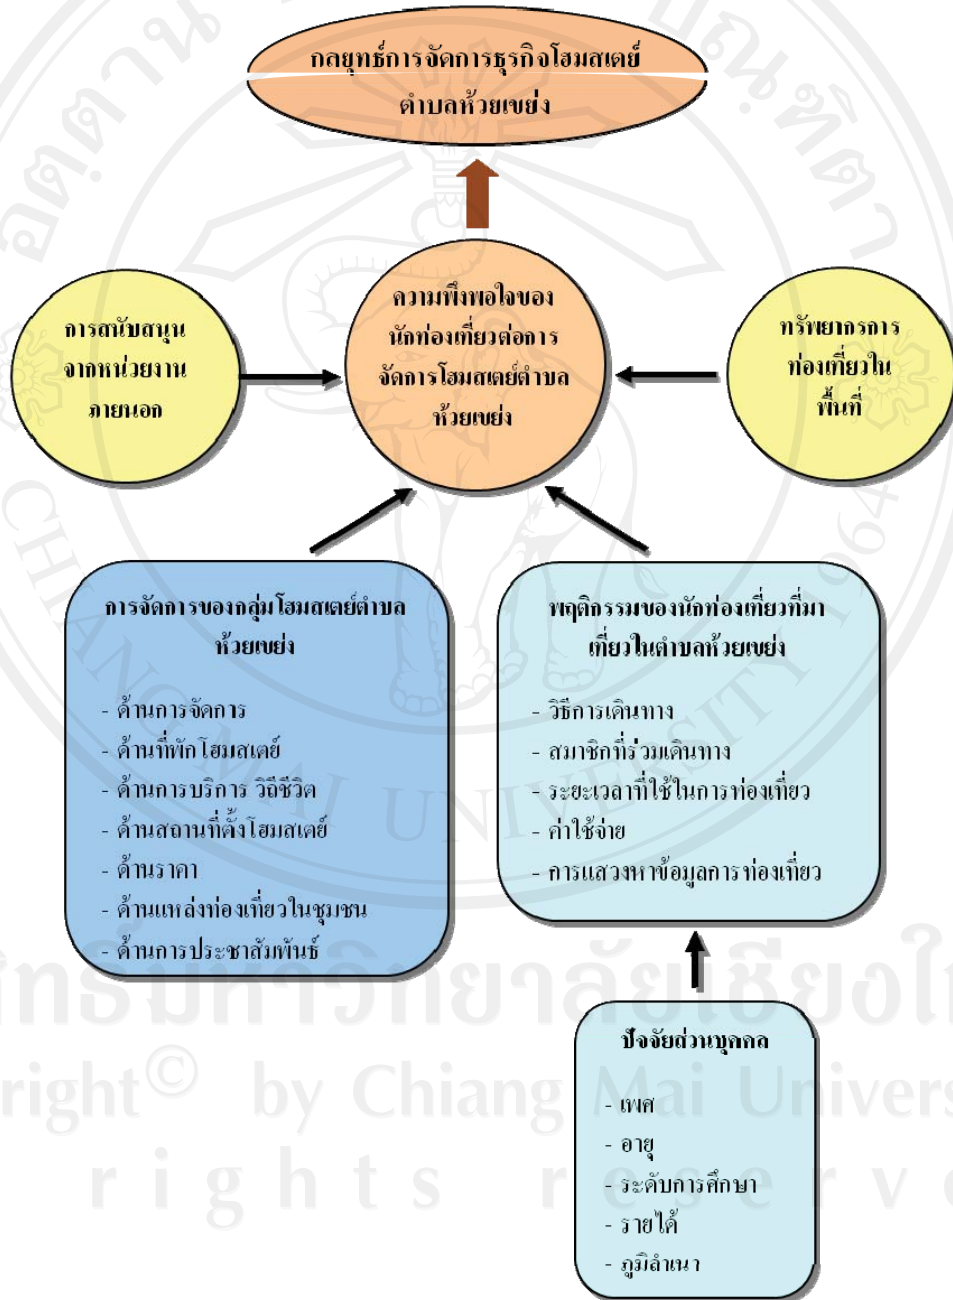 กลยุทธ์การจัดการธุรกิจโฮมสเตย์
ตำบลห้วยเขย่ง
การสนับสนุน
จากหน่วยงาน
ภายนอก
ความพึงพอใจของ
นักท่องเที่ยวต่อการ
จัดการโฮมสเตย์ตำบล
ห้วยเขย่ง
ทรัพยากรการ
ท่องเที่ยวใน
พื้นที่
การจัดการของกลุ่มโฮมสเตย์ตำบล
ห้วยเขย่ง
- ด้านการจัดการ
- ด้านที่พักโฮมสเตย์
- ด้านการบริการ วิถีชีวิต
- ด้านสถานที่ตั้งโฮมสเตย์
- ด้านราคา
- ด้านแหล่งท่องเที่ยวในชุมชน
- ด้านการประชาสัมพันธ์
พฤติกรรมของนักท่องเที่ยวที่มา
เที่ยวในตำบลห้วยเขย่ง
- วิธีการเดินทาง
- สมาชิกที่ร่วมเดินทาง
- ระยะเวลาที่ใช้ในการท่องเที่ยว
- ค่าใช้จ่าย
- การแสวงหาข้อมูลการท่องเที่ยว
ปัจจัยส่วนบุคคล
- เพศ
- อายุ
- ระดับการศึกษา
- รายได้
- ภูมิลำเนา
CHIANG MAI UNIVERSITY 1964
right© by Chiang Mai Univers
rights reserve